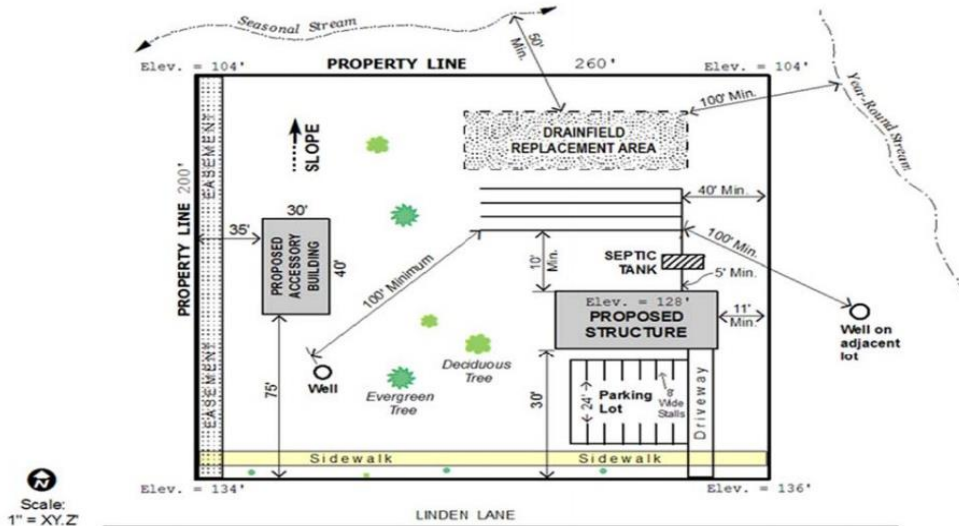 Seasonal Stream
Elev. = 104'
PROPERTY LINE
260'
Elev. = 104'
50'
Min.
100' Min.
Year-Round Stream
EASEMENT
SLOPE
DRAINFIELD
REPLACEMENT AREA
PROPERTY LINE 200'
30'
35'
PROPOSED
ACCESSORY
BUILDING
40'
40' Min.
100' Minimum
10'
Min.
SEPTIC
TANK
5' Min.
100' Min.
Elev. = 128'
PROPOSED
STRUCTURE
11'
Min.
Well on
adjacent
lot
75'
Well
Deciduous
Tree
Evergreen
Tree
30'
24'
Parking
Lot
8'
Wide
Stalls
Driveway
EASEMENT
Sidewalk
Sidewalk
Elev. = 134'
Elev. = 136'
N
Scale:
1" = XY.Z'
LINDEN LANE